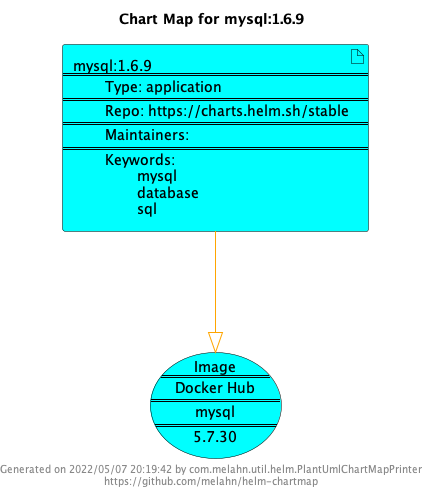 Chart Map for mysql:1.6.9
mysql:1.6.9
Type: application
Repo: https://charts.helm.sh/stable
Maintainers:
Keywords:
mysql
database
sql
Image
Docker Hub
mysql
5.7.30
Generated on 2022/05/07 20:19:42 by com.melahn.util.helm.PlantUmlChartMapPrinter
https://github.com/melahn/helm-chartmap